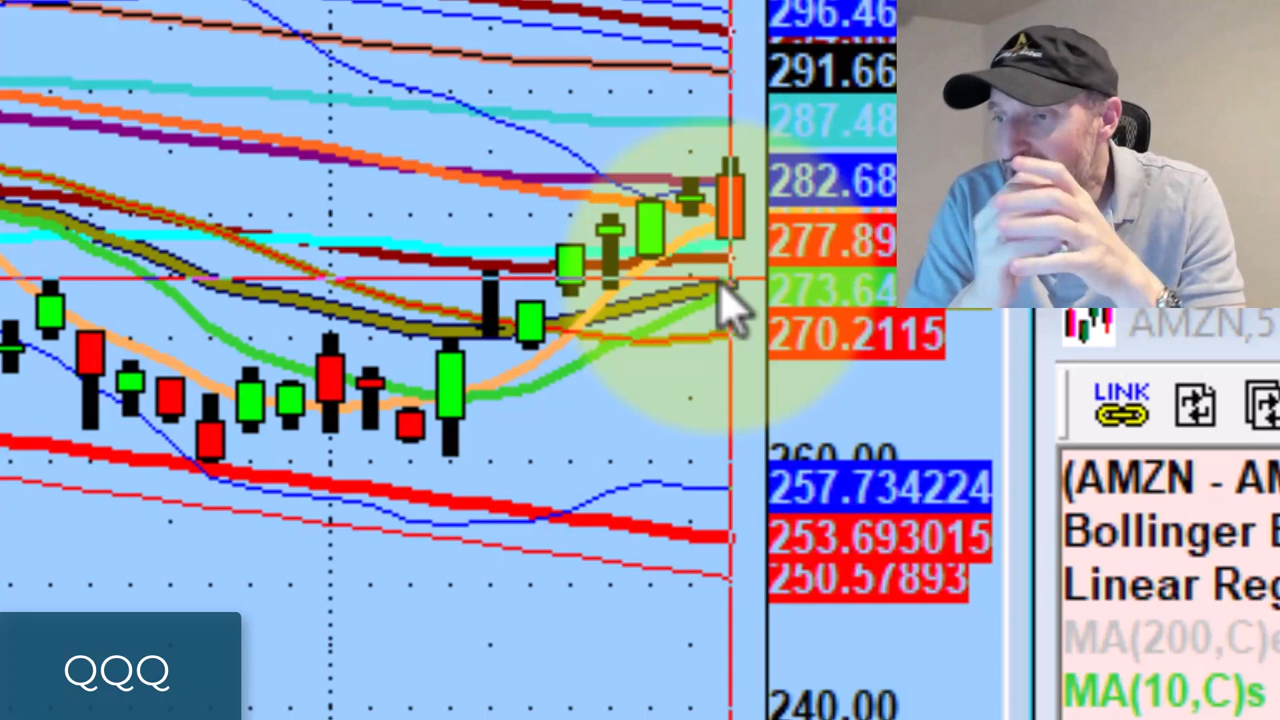 296.46
291.66
287.48
282.68
277.89
273.64
270.2115
260.00
257.734224
253.693015
250.57893
240.00
AMZN,5
LINK
(AMZN - AM
Bollinger B
Linear Reg
MA(200,C)
MA(10,C)s
QQQ